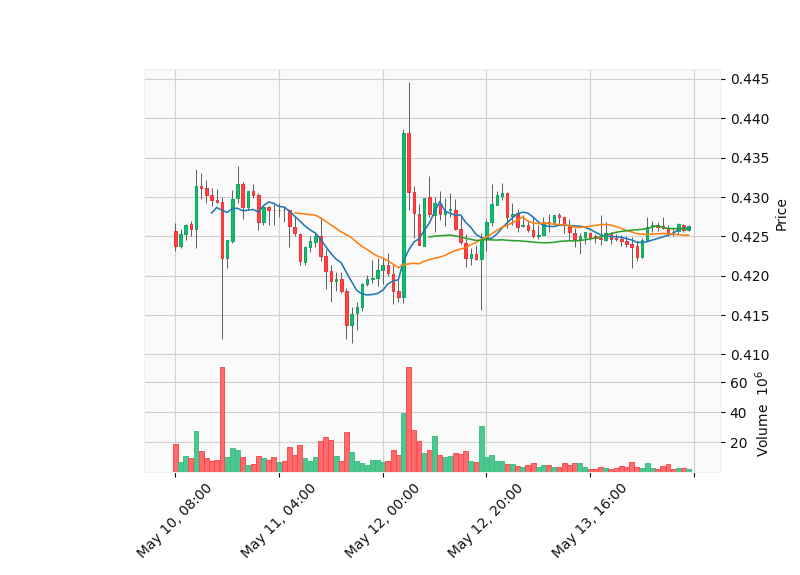 0.445
0.440
0.435
0.430
0.425
0.420
0.415
0.410
Price
60
40
20
Volume 10⁶
May 10, 08:00
May 11, 04:00
May 12, 00:00
May 12, 20:00
May 13, 16:00